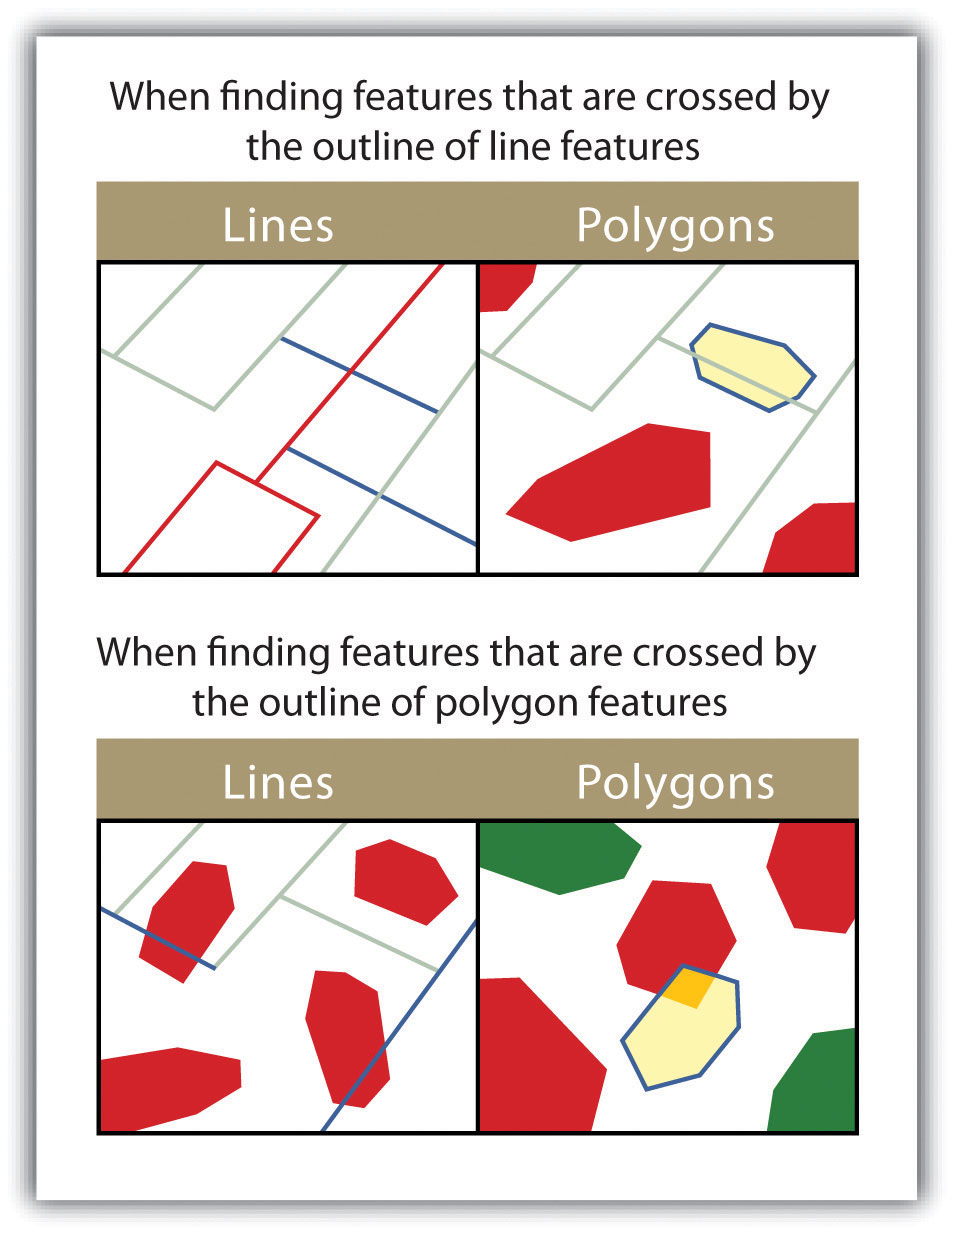 When finding features that are crossed by
the outline of line features
Lines Polygons
When finding features that are crossed by
the outline of polygon features
Lines Polygons